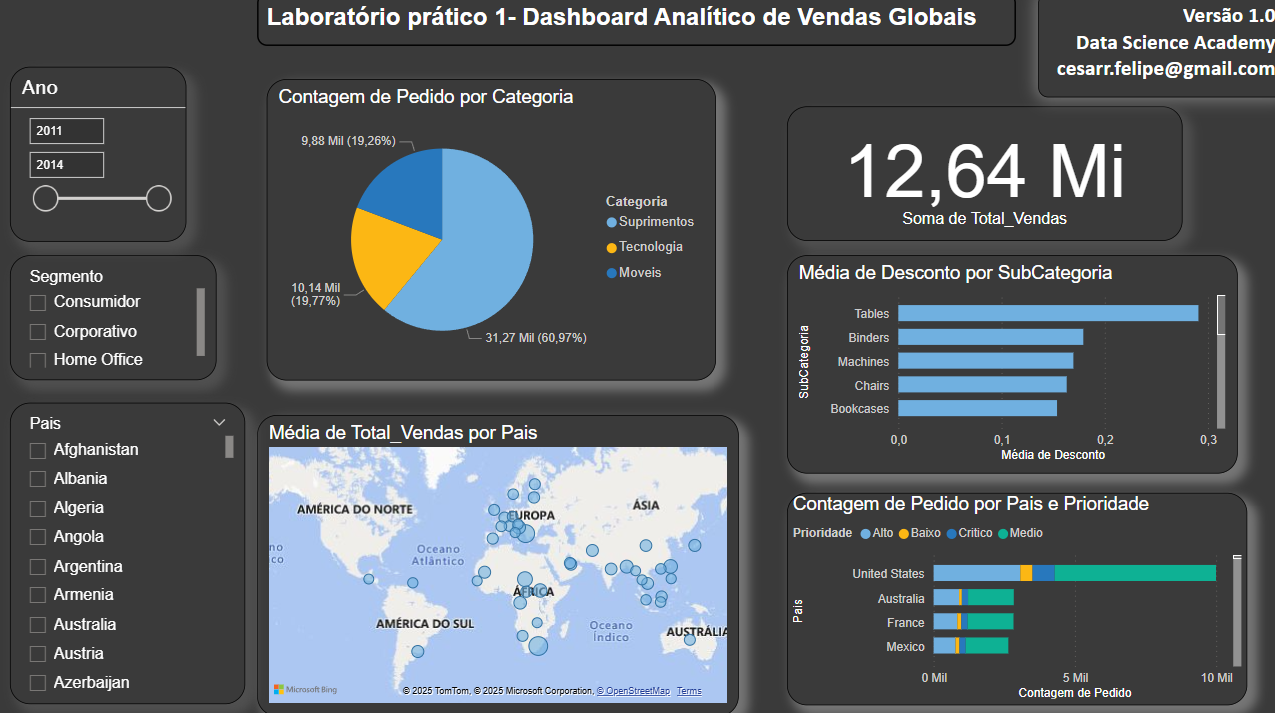 Laboratório prático 1- Dashboard Analítico de Vendas Globais
Versão 1.0
Data Science Academy
cesarr.felipe@gmail.com
Ano
2011
2014
Segmento
Consumidor
Corporativo
Home Office
Pais
Afghanistan
Albania
Algeria
Angola
Argentina
Armenia
Australia
Austria
Azerbaijan
Contagem de Pedido por Categoria
9,88 Mil (19,26%)
10,14 Mil
(19,77%)
31,27 Mil (60,97%)
Categoria
Suprimentos
Tecnologia
Moveis
Média de Total_Vendas por Pais
AMÉRICA DO NORTE
EUROPA
ÁSIA
no
co
Oceano
Atlântico
ÁFRICA
AMÉRICA DO SUL
Oceano
Índico
AUSTRÁLIA
Microsoft Bing
© 2025 TomTom, © 2025 Microsoft Corporation, © OpenStreetMap Terms
12,64 Mi
Soma de Total_Vendas
Média de Desconto por SubCategoria
SubCategoria
Tables
Binders
Machines
Chairs
Bookcases
0,0 0,1 0,2 0,3
Média de Desconto
Contagem de Pedido por Pais e Prioridade
Prioridade Alto Baixo Critico Medio
Pais
United States
Australia
France
Mexico
0 Mil 5 Mil 10 Mil
Contagem de Pedido